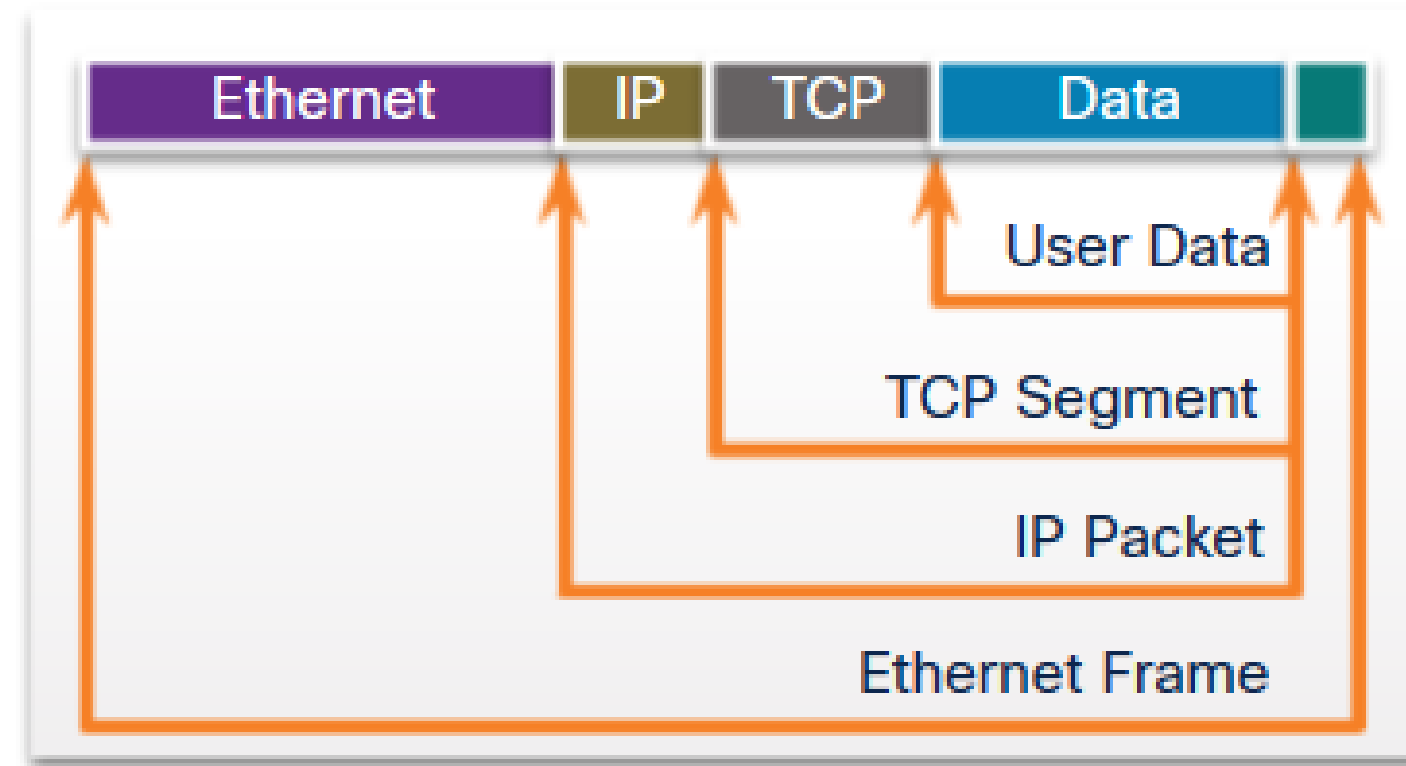 Ethernet IP TCP Data
User Data
TCP Segment
IP Packet
Ethernet Frame